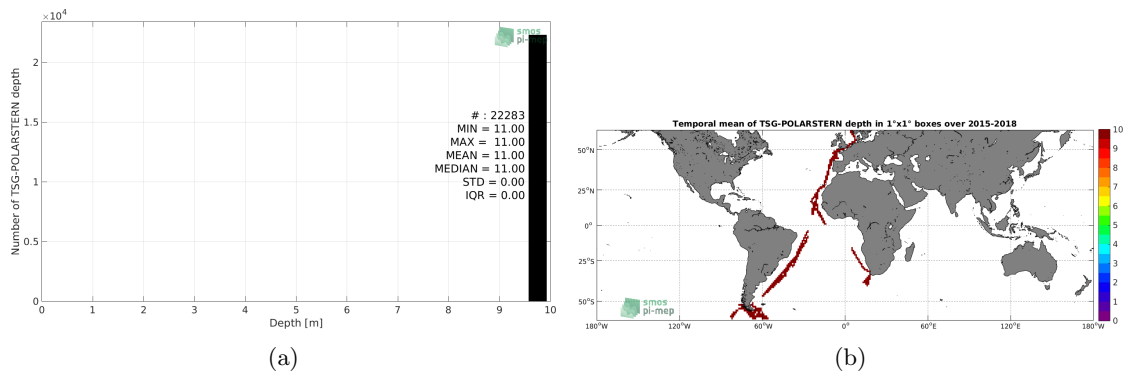 ×10⁴
smos
pi-mep
2
1.5
1
0.5
0
Number of TSG-POLARSTERN depth
# : 22283
MIN = 11.00
MAX = 11.00
MEAN = 11.00
MEDIAN = 11.00
STD = 0.00
IQR = 0.00
0 1 2 3 4 5 6 7 8 9 10
Depth [m]
(a)
Temporal mean of TSG-POLARSTERN depth in 1°x1° boxes over 2015-2018
50°N
25°N
0°
25°S
50°S
180°W 120°W 60°W 0° 60°E 120°E 180°W
smos
pi-mep
10
9
8
7
6
5
4
3
2
1
0
(b)